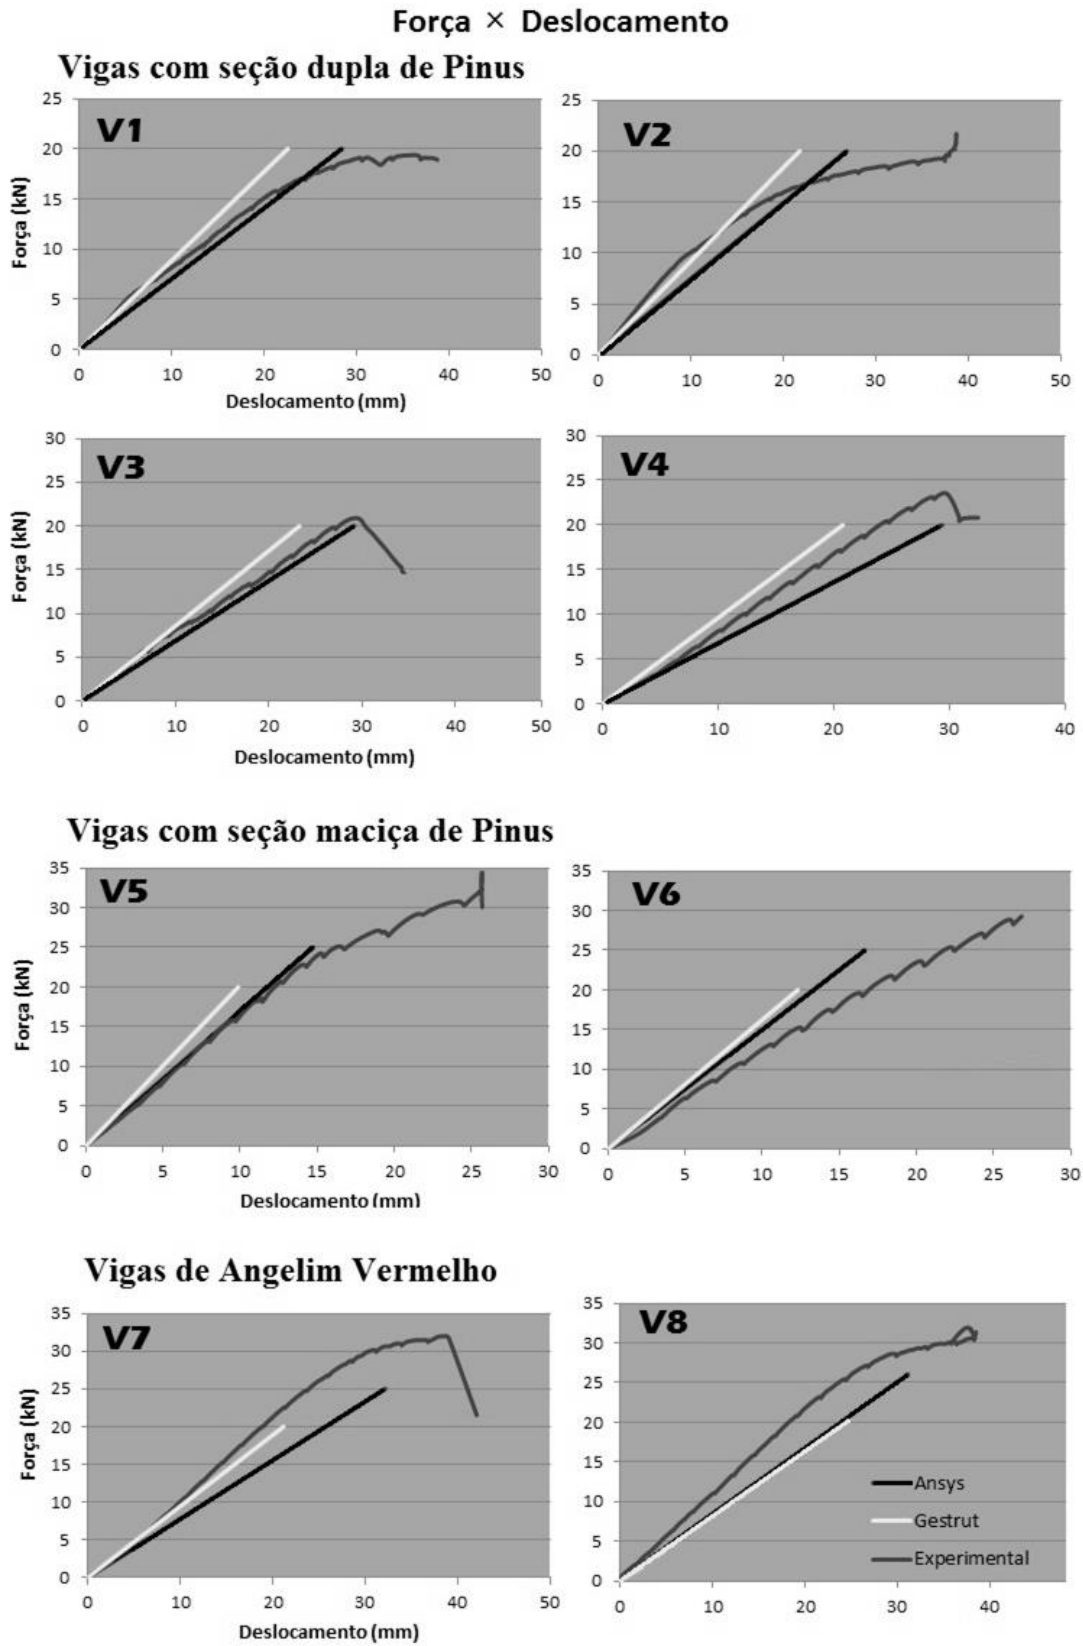 Força × Deslocamento
Vigas com seção dupla de Pinus
V1
Força (kN)
25
20
15
10
5
0
0 10 20 30 40 50
Deslocamento (mm)
V2
25
20
15
10
5
0
0 10 20 30 40 50
V3
Força (kN)
30
25
20
15
10
5
0
0 10 20 30 40 50
Deslocamento (mm)
V4
30
25
20
15
10
5
0
0 10 20 30 40
Vigas com seção maciça de Pinus
V5
Força (kN)
35
30
25
20
15
10
5
0
0 5 10 15 20 25 30
Deslocamento (mm)
V6
35
30
25
20
15
10
5
0
0 5 10 15 20 25 30
Vigas de Angelim Vermelho
V7
Força (kN)
35
30
25
20
15
10
5
0
0 10 20 30 40 50
Deslocamento (mm)
V8
35
30
25
20
15
10
5
0
0 10 20 30 40
Ansys
Gestrut
Experimental